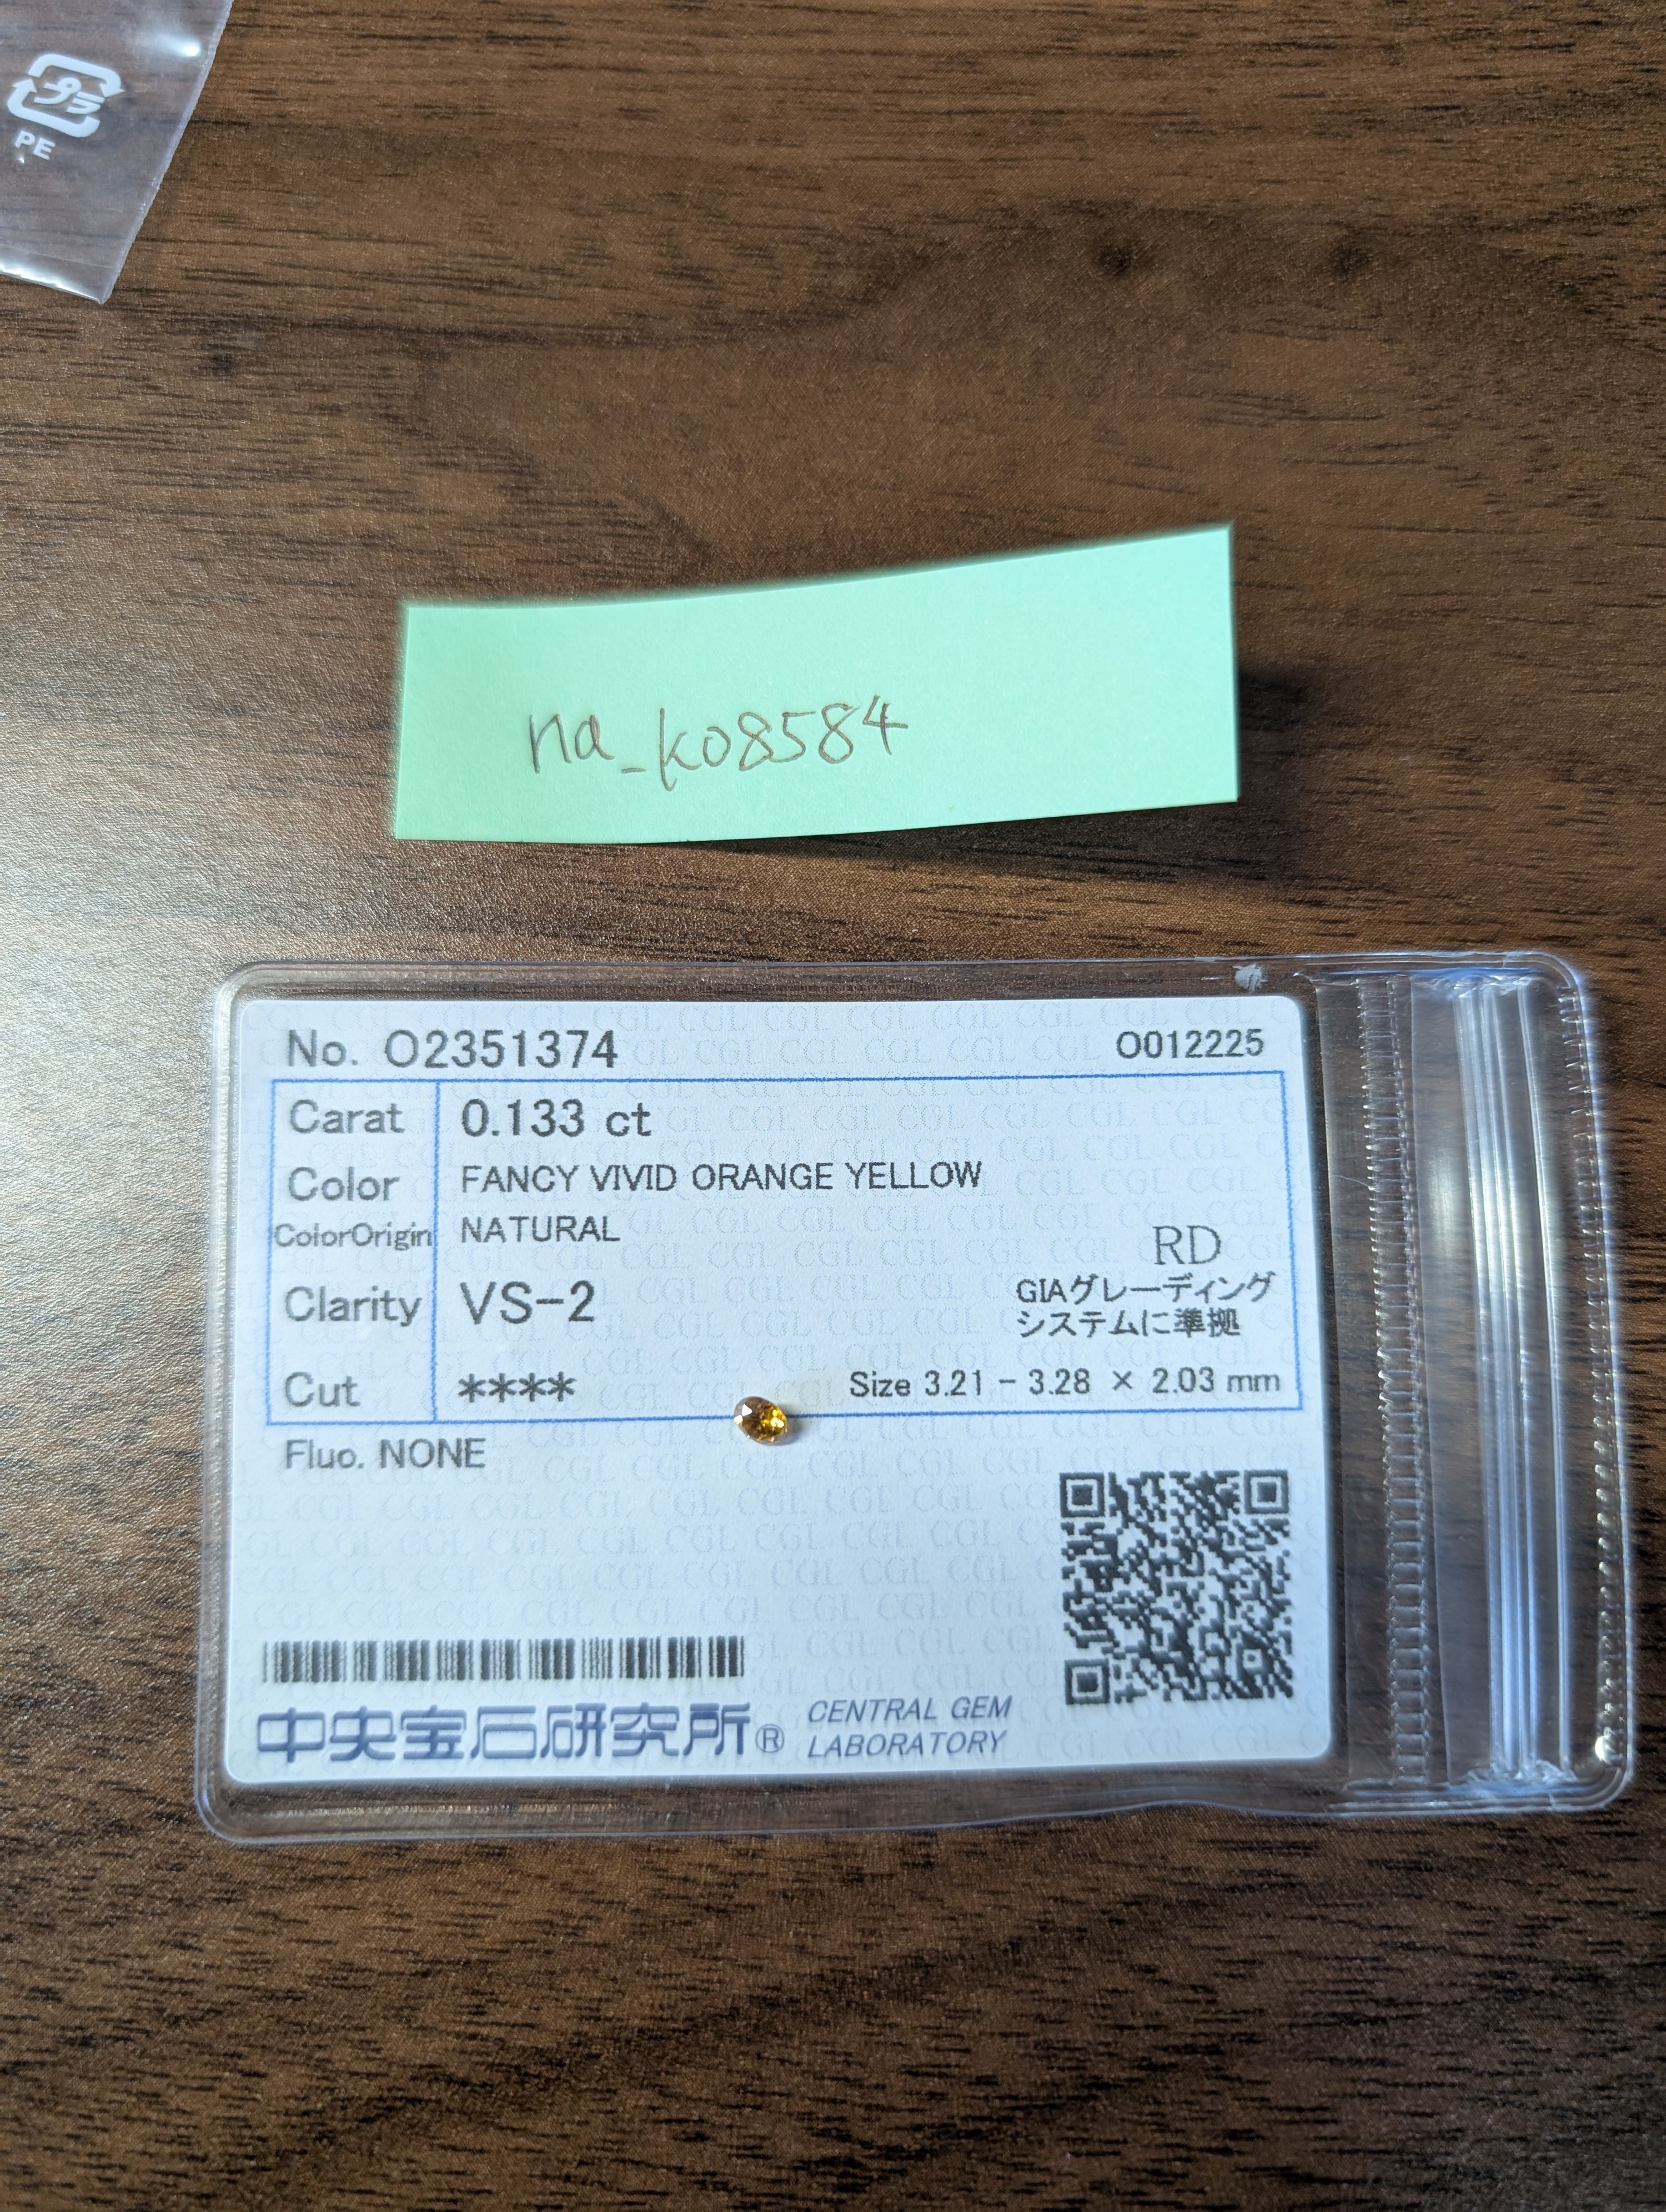 プラ
PE
na_k08584
No. O2351374
O012225
Carat 0.133 ct
Color FANCY VIVID ORANGE YELLOW
ColorOrigin NATURAL
RD
Clarity VS-2
GIAグレーディング
システムに準拠
Cut ****
Size 3.21 - 3.28 × 2.03 mm
Fluo. NONE
中央宝石研究所®
CENTRAL GEM
LABORATORY